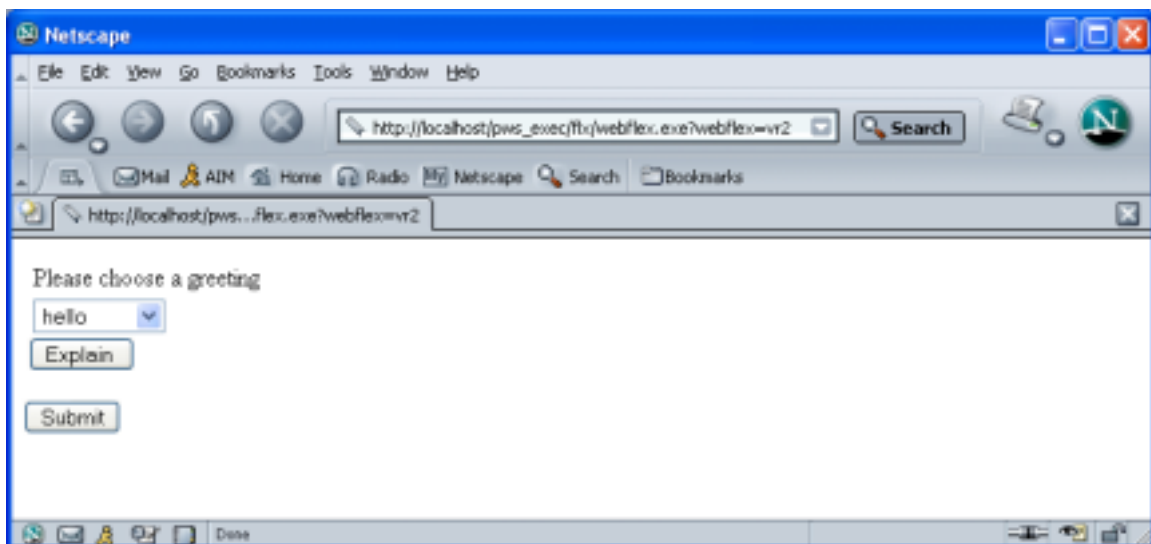 Netscape
File Edit View Go Bookmarks Tools Window Help
http://localhost/pws_exec/flx/webflex.exe?webflex=vr2 Search N
Mail AIM Home Radio My Netscape Search Bookmarks
http://localhost/pws...flex.exe?webflex=vr2
Please choose a greeting
hello
Explain
Submit
Done